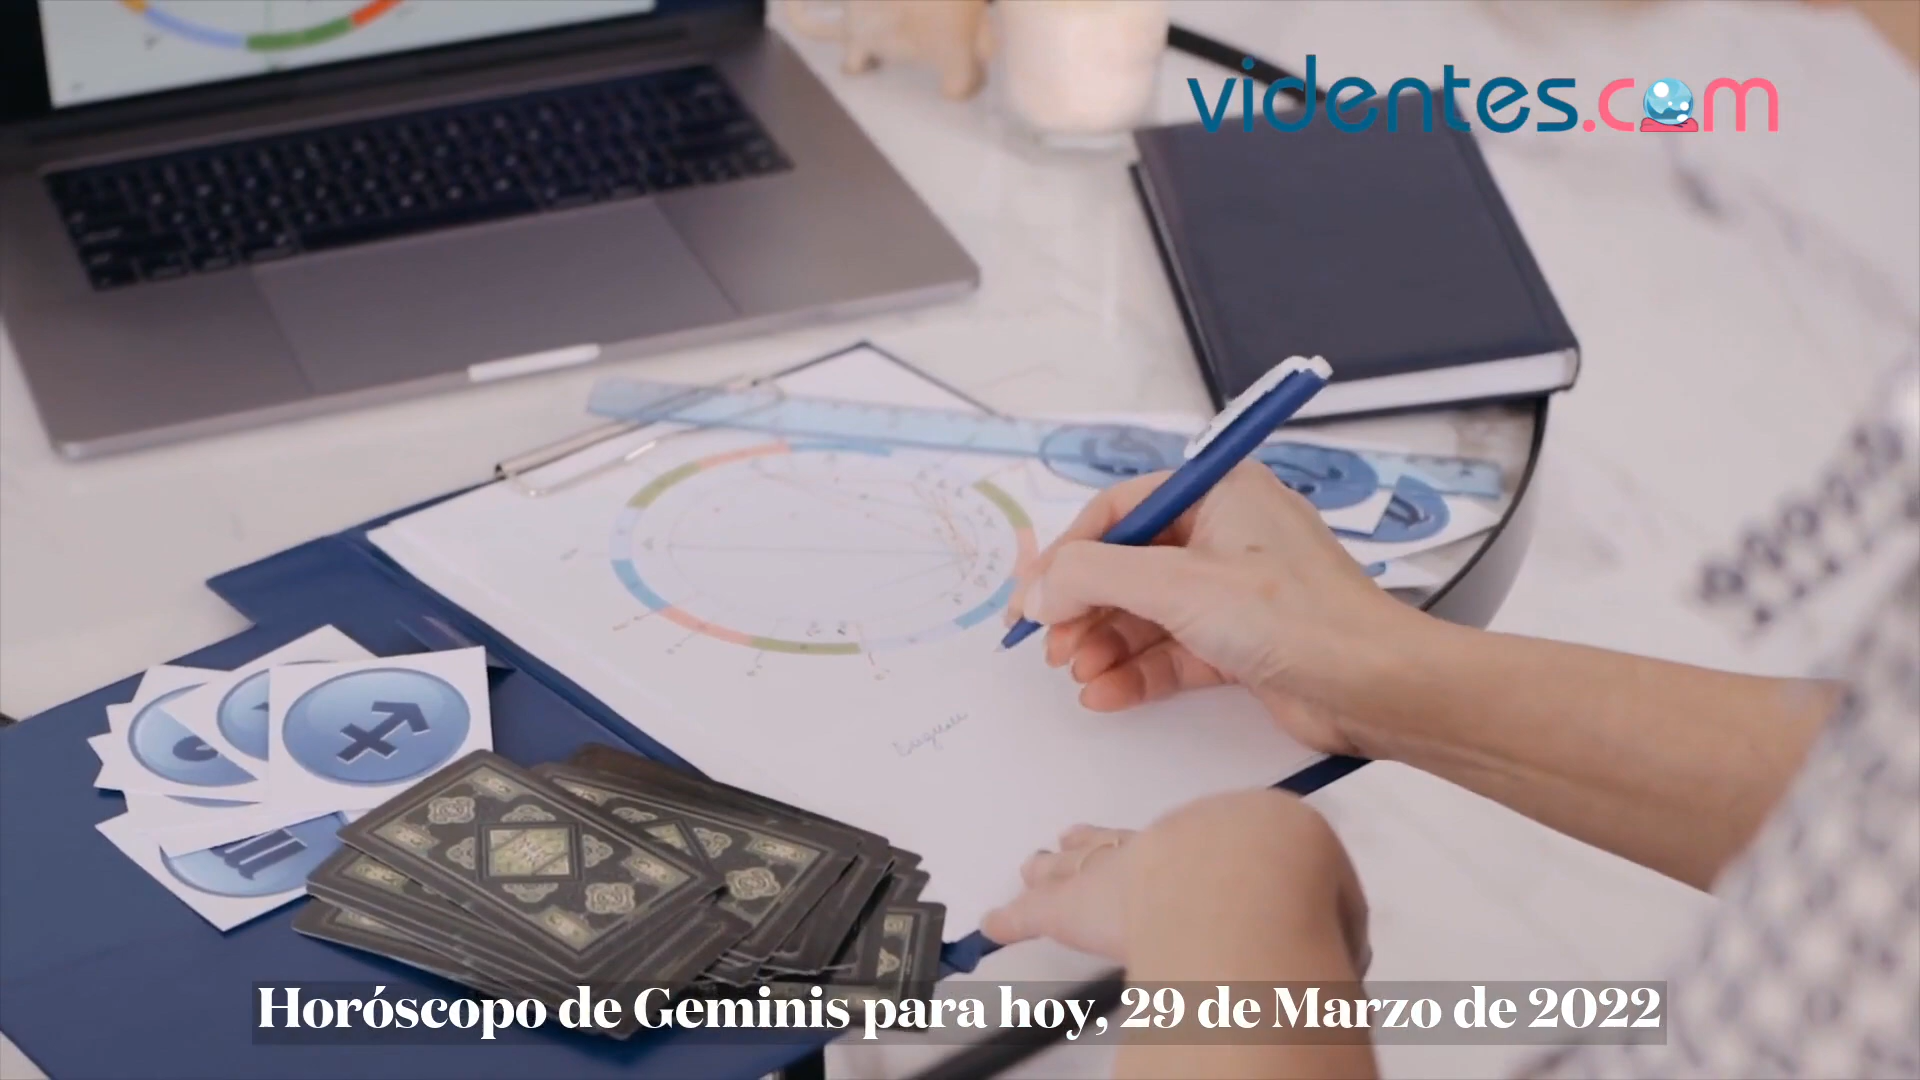 videntes.com
Horóscopo de Geminis para hoy, 29 de Marzo de 2022